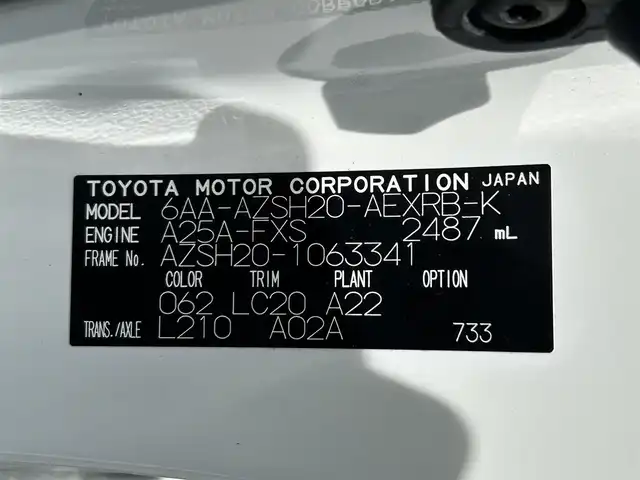 TOYOTA MOTOR CORPORATION JAPAN
MODEL 6AA-AZSH20-AEXRB-K
ENGINE A25A-FXS 2487 mL
FRAME No. AZSH20-1063341
COLOR TRIM PLANT OPTION
062 LC20 A22
TRANS./AXLE L210 A02A 733